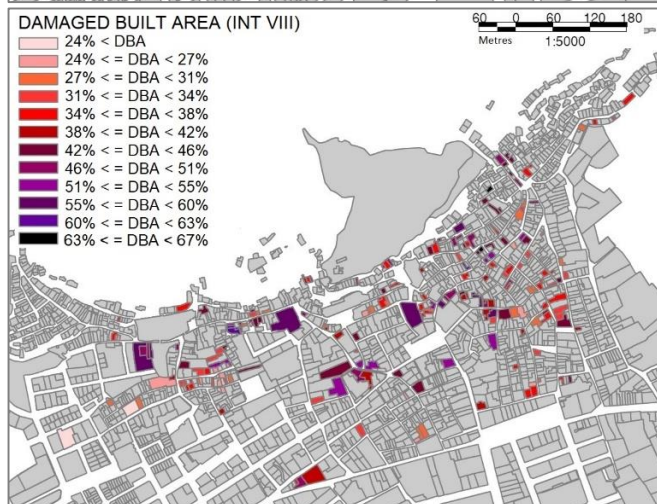 DAMAGED BUILT AREA (INT VIII)
24% < DBA
24% < = DBA < 27%
27% < = DBA < 31%
31% < = DBA < 34%
34% < = DBA < 38%
38% < = DBA < 42%
42% < = DBA < 46%
46% < = DBA < 51%
51% < = DBA < 55%
55% < = DBA < 60%
60% < = DBA < 63%
63% < = DBA < 67%
60 0 60 120 180
Metres 1:5000